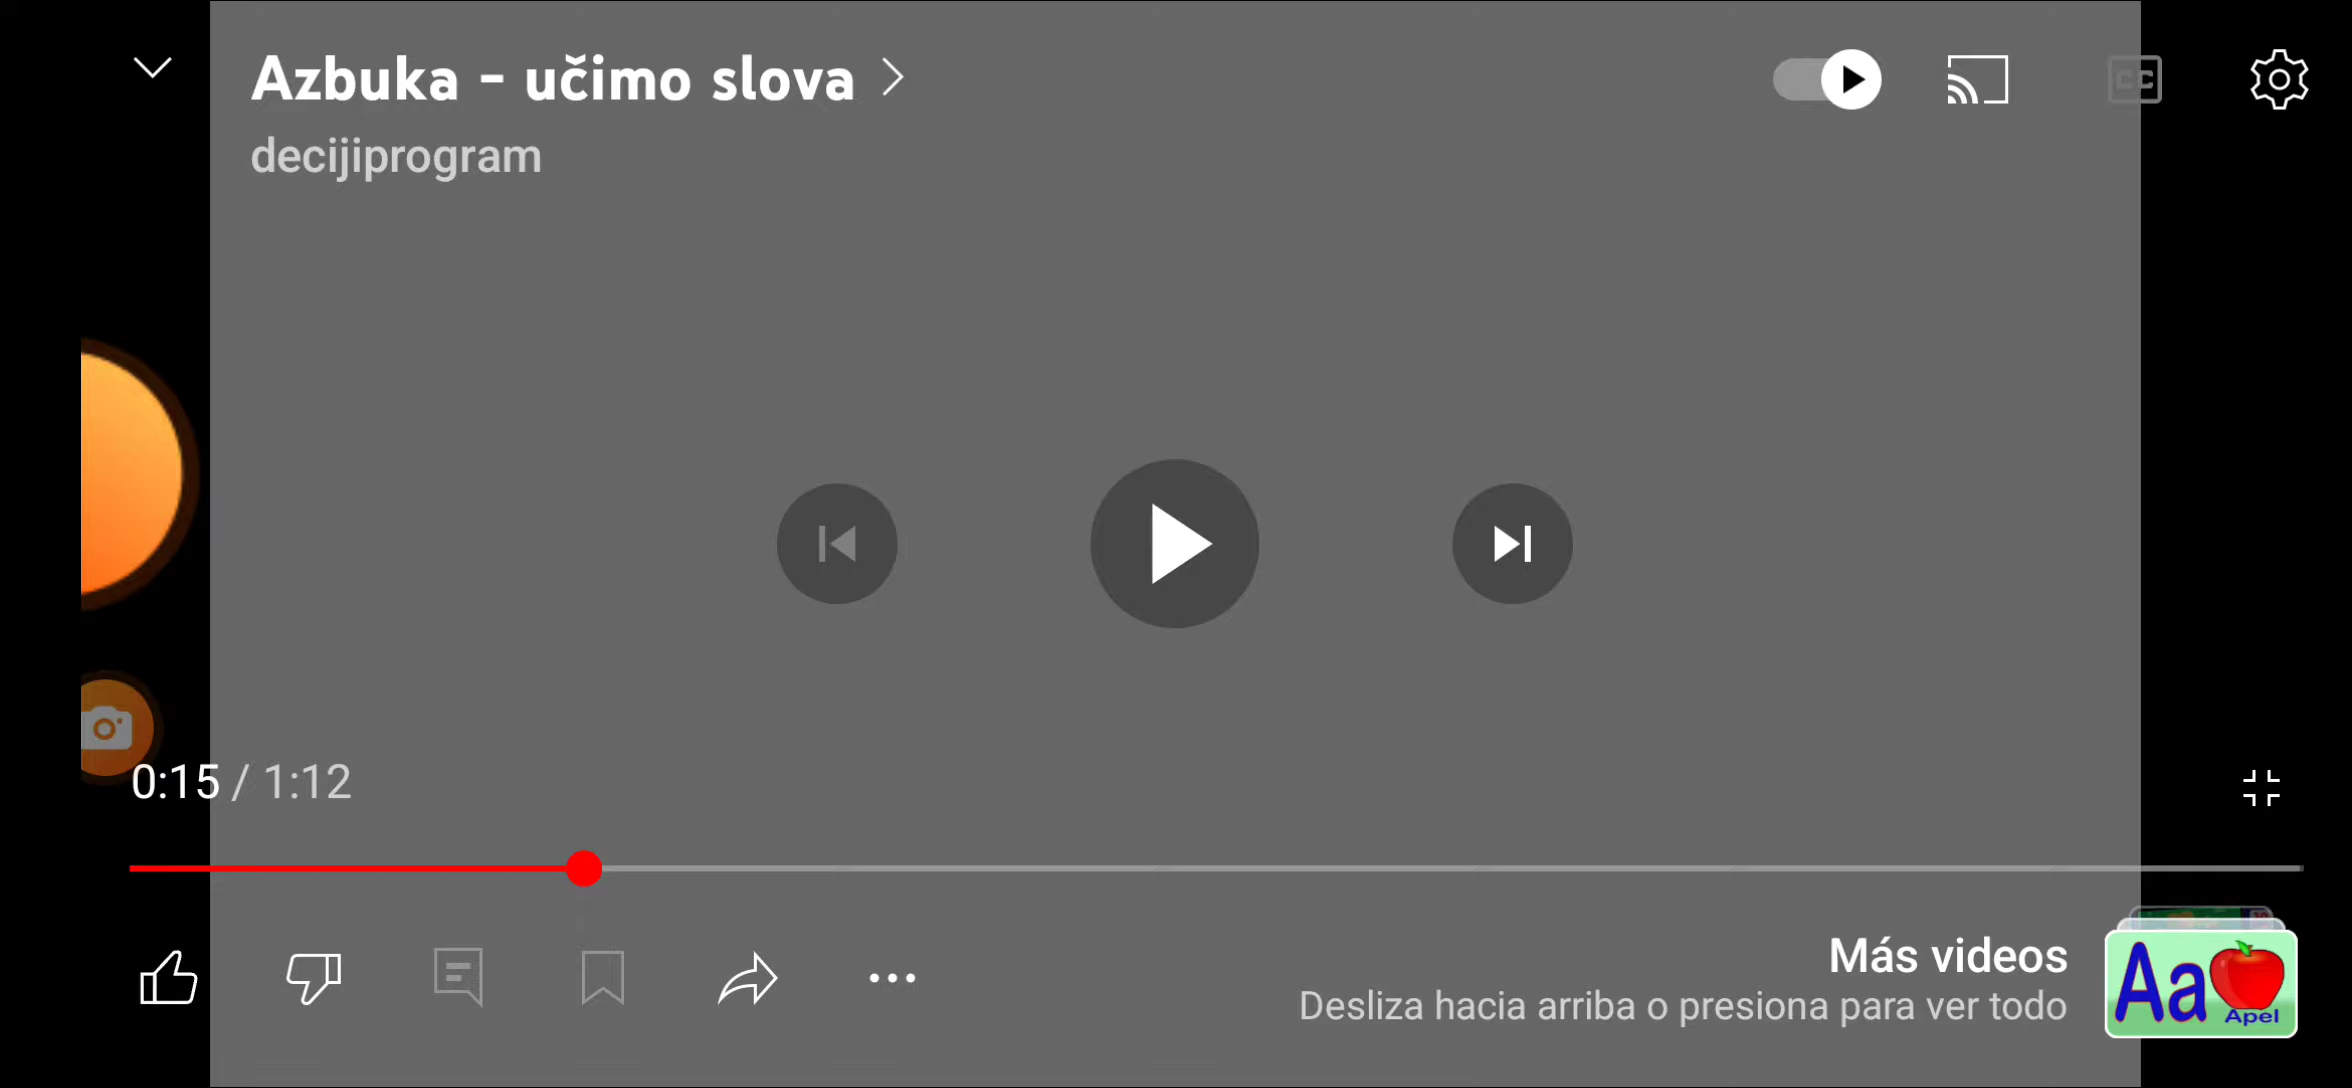 Azbuka - učimo slova
decijiprogram
CC
0:15 / 1:12
Más videos
Desliza hacia arriba o presiona para ver todo
Aa
Apel